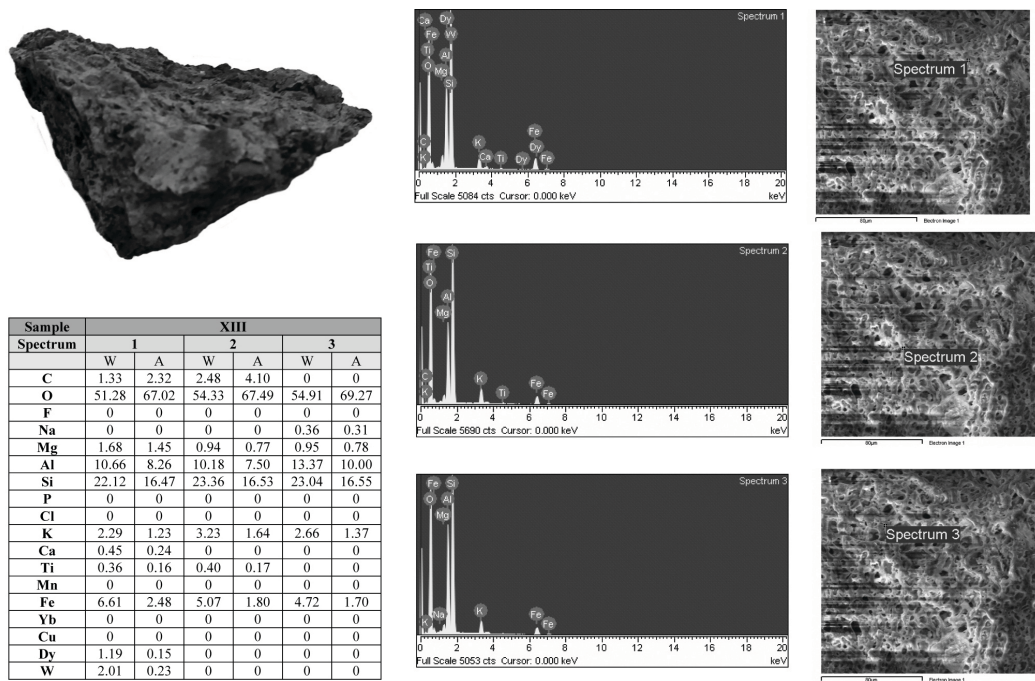 Sample XIII
Spectrum 1 2 3
W A W A W A
C 1.33 2.32 2.48 4.10 0 0
O 51.28 67.02 54.33 67.49 54.91 69.27
F 0 0 0 0 0 0
Na 0 0 0 0 0.36 0.31
Mg 1.68 1.45 0.94 0.77 0.95 0.78
Al 10.66 8.26 10.18 7.50 13.37 10.00
Si 22.12 16.47 23.36 16.53 23.04 16.55
P 0 0 0 0 0 0
Cl 0 0 0 0 0 0
K 2.29 1.23 3.23 1.64 2.66 1.37
Ca 0.45 0.24 0 0 0 0
Ti 0.36 0.16 0.40 0.17 0 0
Mn 0 0 0 0 0 0
Fe 6.61 2.48 5.07 1.80 4.72 1.70
Yb 0 0 0 0 0 0
Cu 0 0 0 0 0 0
Dy 1.19 0.15 0 0 0 0
W 2.01 0.23 0 0 0 0
Spectrum 1
Ca Dy
Fe W
Ti Al
O Mg
Si
C K Fe
K Ca Ti Dy Dy Fe
0 2 4 6 8 10 12 14 16 18 20
Full Scale 5084 cts Cursor: 0.000 keV keV
Spectrum 2
Fe Si
Ti
O Al
Mg
C K Fe
K Ti Fe
0 2 4 6 8 10 12 14 16 18 20
Full Scale 5690 cts Cursor: 0.000 keV keV
Spectrum 3
Fe Si
O Al
Mg
Na K Fe
K Fe
0 2 4 6 8 10 12 14 16 18 20
Full Scale 5053 cts Cursor: 0.000 keV keV
Spectrum 1
Electron Image 1
Spectrum 2
80μm Electron Image 1
Spectrum 3
80μm Electron Image 1